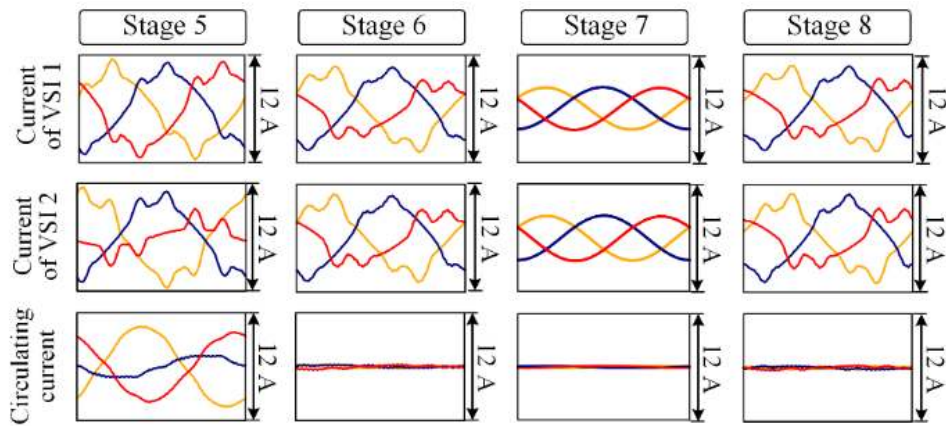 Stage 5
Stage 6
Stage 7
Stage 8
Current
of VSI 1
12 A
12 A
12 A
12 A
Current
of VSI 2
12 A
12 A
12 A
12 A
Circulating
current
12 A
12 A
12 A
12 A